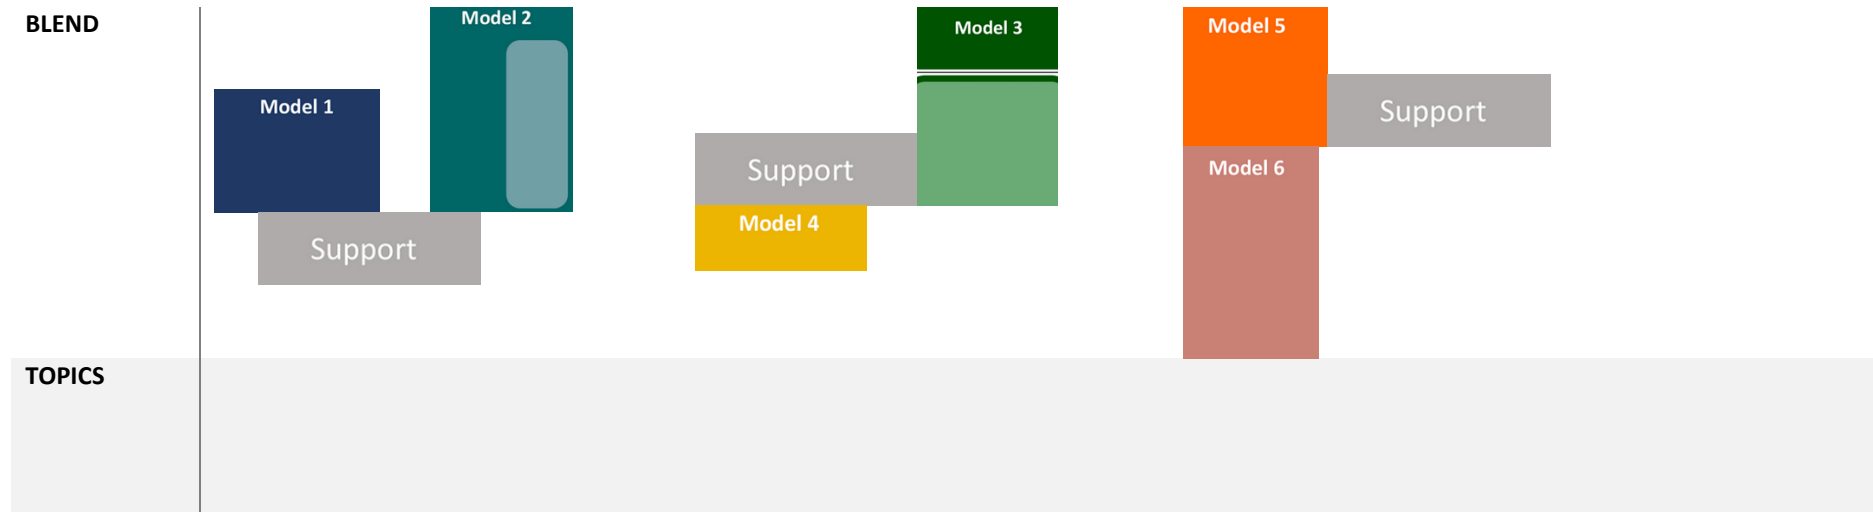 BLEND
Model 1
Model 2
Support
Model 3
Support
Model 4
Model 5
Support
Model 6
TOPICS